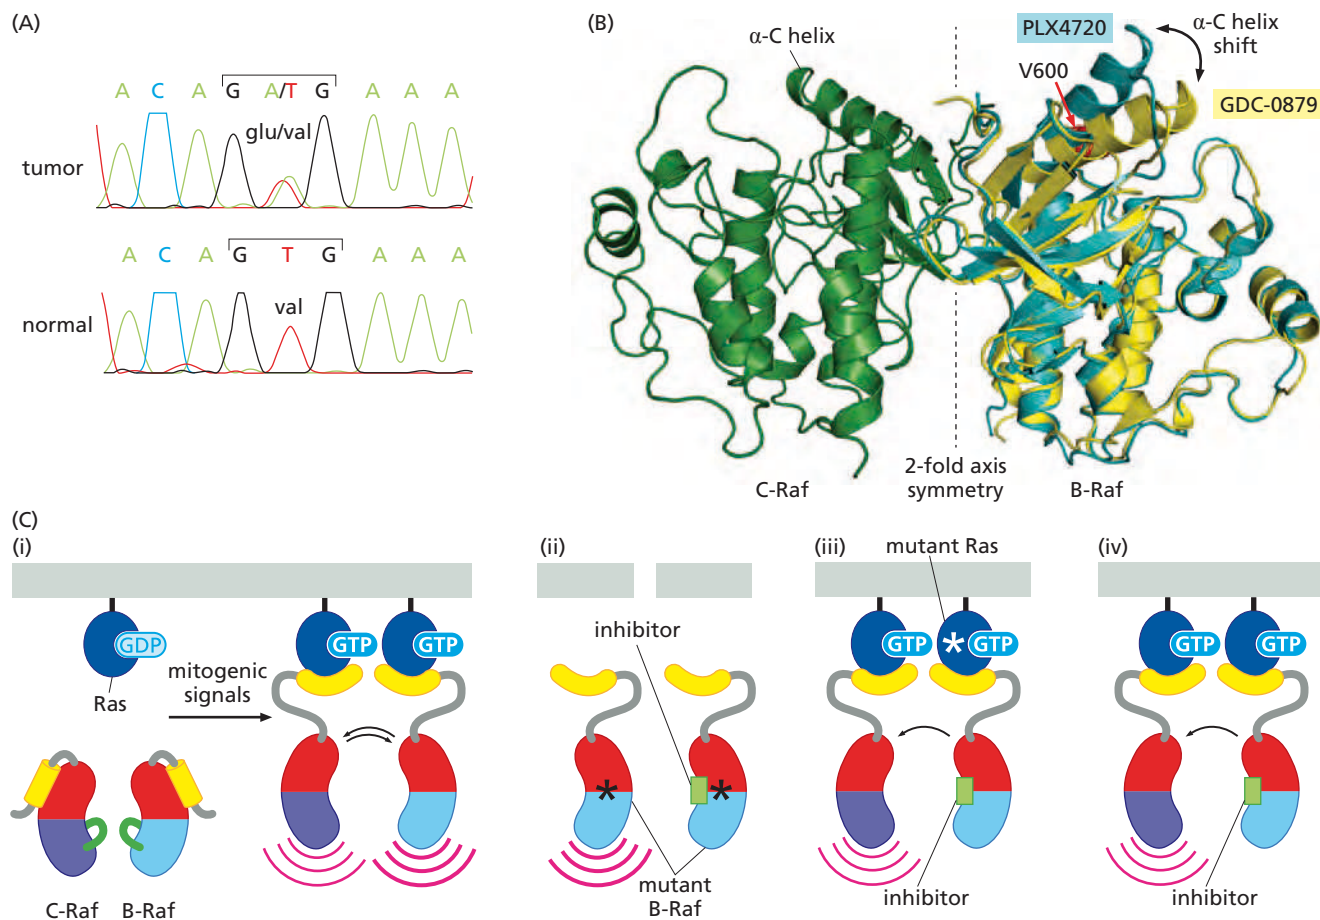 (A)
A C A G A/T G A A A
glu/val
tumor
A C A G T G A A A
val
normal
(B)
α-C helix
PLX4720
α-C helix
shift
V600
GDC-0879
C-Raf
2-fold axis
symmetry
B-Raf
(C)
(i)
GDP
Ras
mitogenic
signals
GTP
GTP
C-Raf
B-Raf
(ii)
inhibitor
*
*
mutant
B-Raf
(iii)
mutant Ras
GTP
*
GTP
inhibitor
(iv)
GTP
GTP
inhibitor